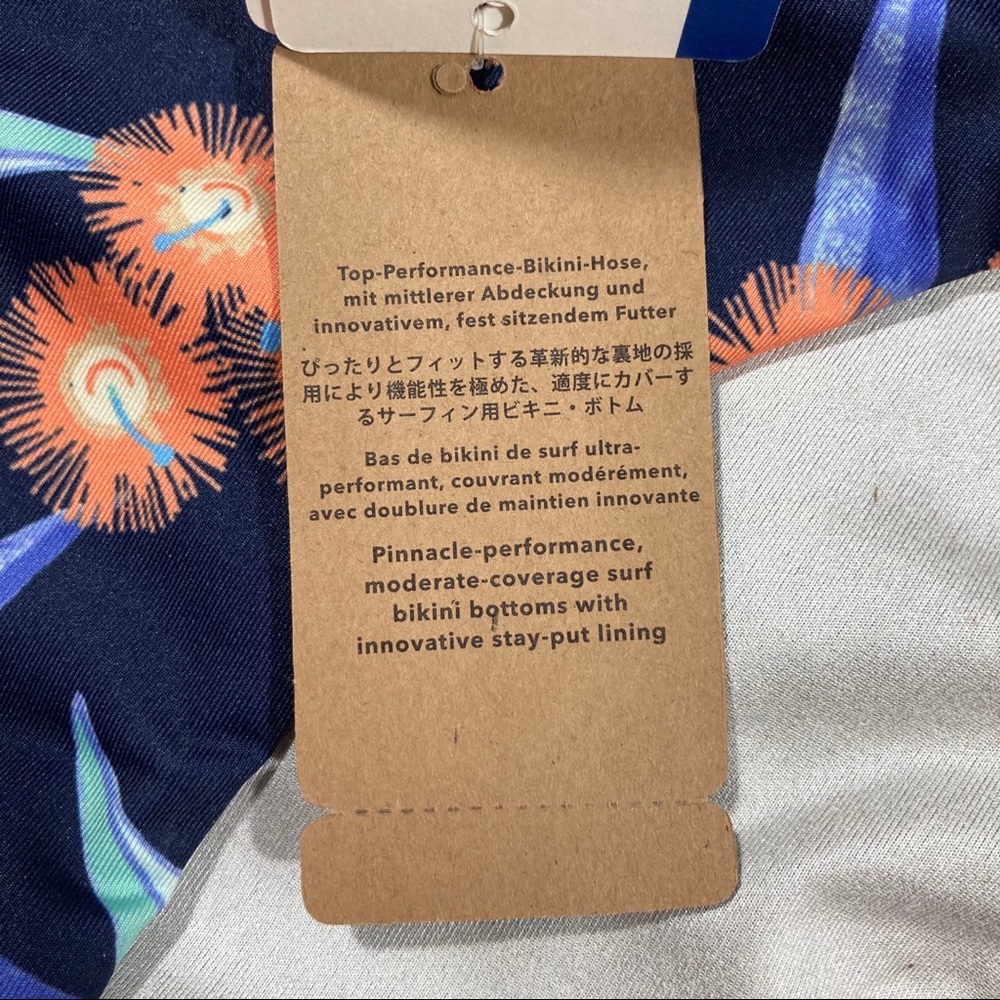 Top-Performance-Bikini-Hose,
mit mittlerer Abdeckung und
innovativem, fest sitzendem Futter
ぴったりとフィットする革新的な裏地の採
用により機能性を極めた、適度にカバーす
るサーフィン用ビキニ・ボトム
Bas de bikini de surf ultra-
performant, couvrant modérément,
avec doublure de maintien innovante
Pinnacle-performance,
moderate-coverage surf
bikini bottoms with
innovative stay-put lining